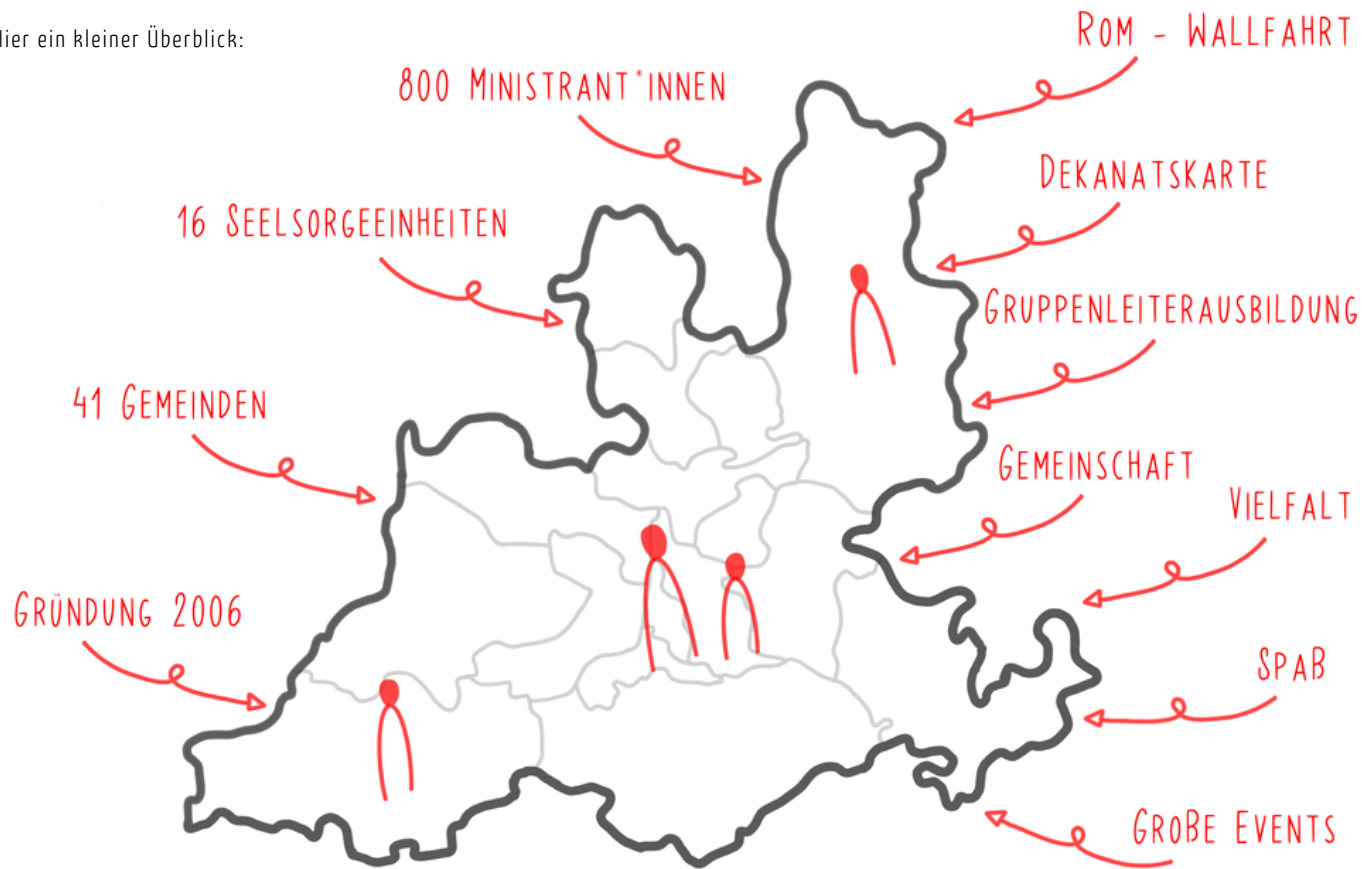 Hier ein kleiner Überblick:
ROM - WALLFAHRT
800 MINISTRANT*INNEN
DEKANATSKARTE
16 SEELSORGEEINHEITEN
GRUPPENLEITERAUSBILDUNG
41 GEMEINDEN
GEMEINSCHAFT
VIELFALT
GRÜNDUNG 2006
SPAß
GROßE EVENTS